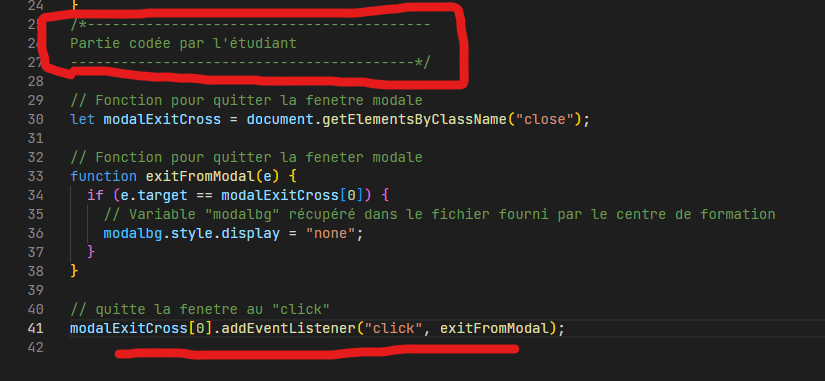 24 }
25 /*-----------------------------------------
26 Partie codée par l'étudiant
27 -----------------------------------------*/
28
29 // Fonction pour quitter la fenetre modale
30 let modalExitCross = document.getElementsByClassName("close");
31
32 // Fonction pour quitter la feneter modale
33 function exitFromModal(e) {
34 if (e.target == modalExitCross[0]) {
35 // Variable "modalbg" récupéré dans le fichier fourni par le centre de formation
36 modalbg.style.display = "none";
37 }
38 }
39
40 // quitte la fenetre au "click"
41 modalExitCross[0].addEventListener("click", exitFromModal);
42